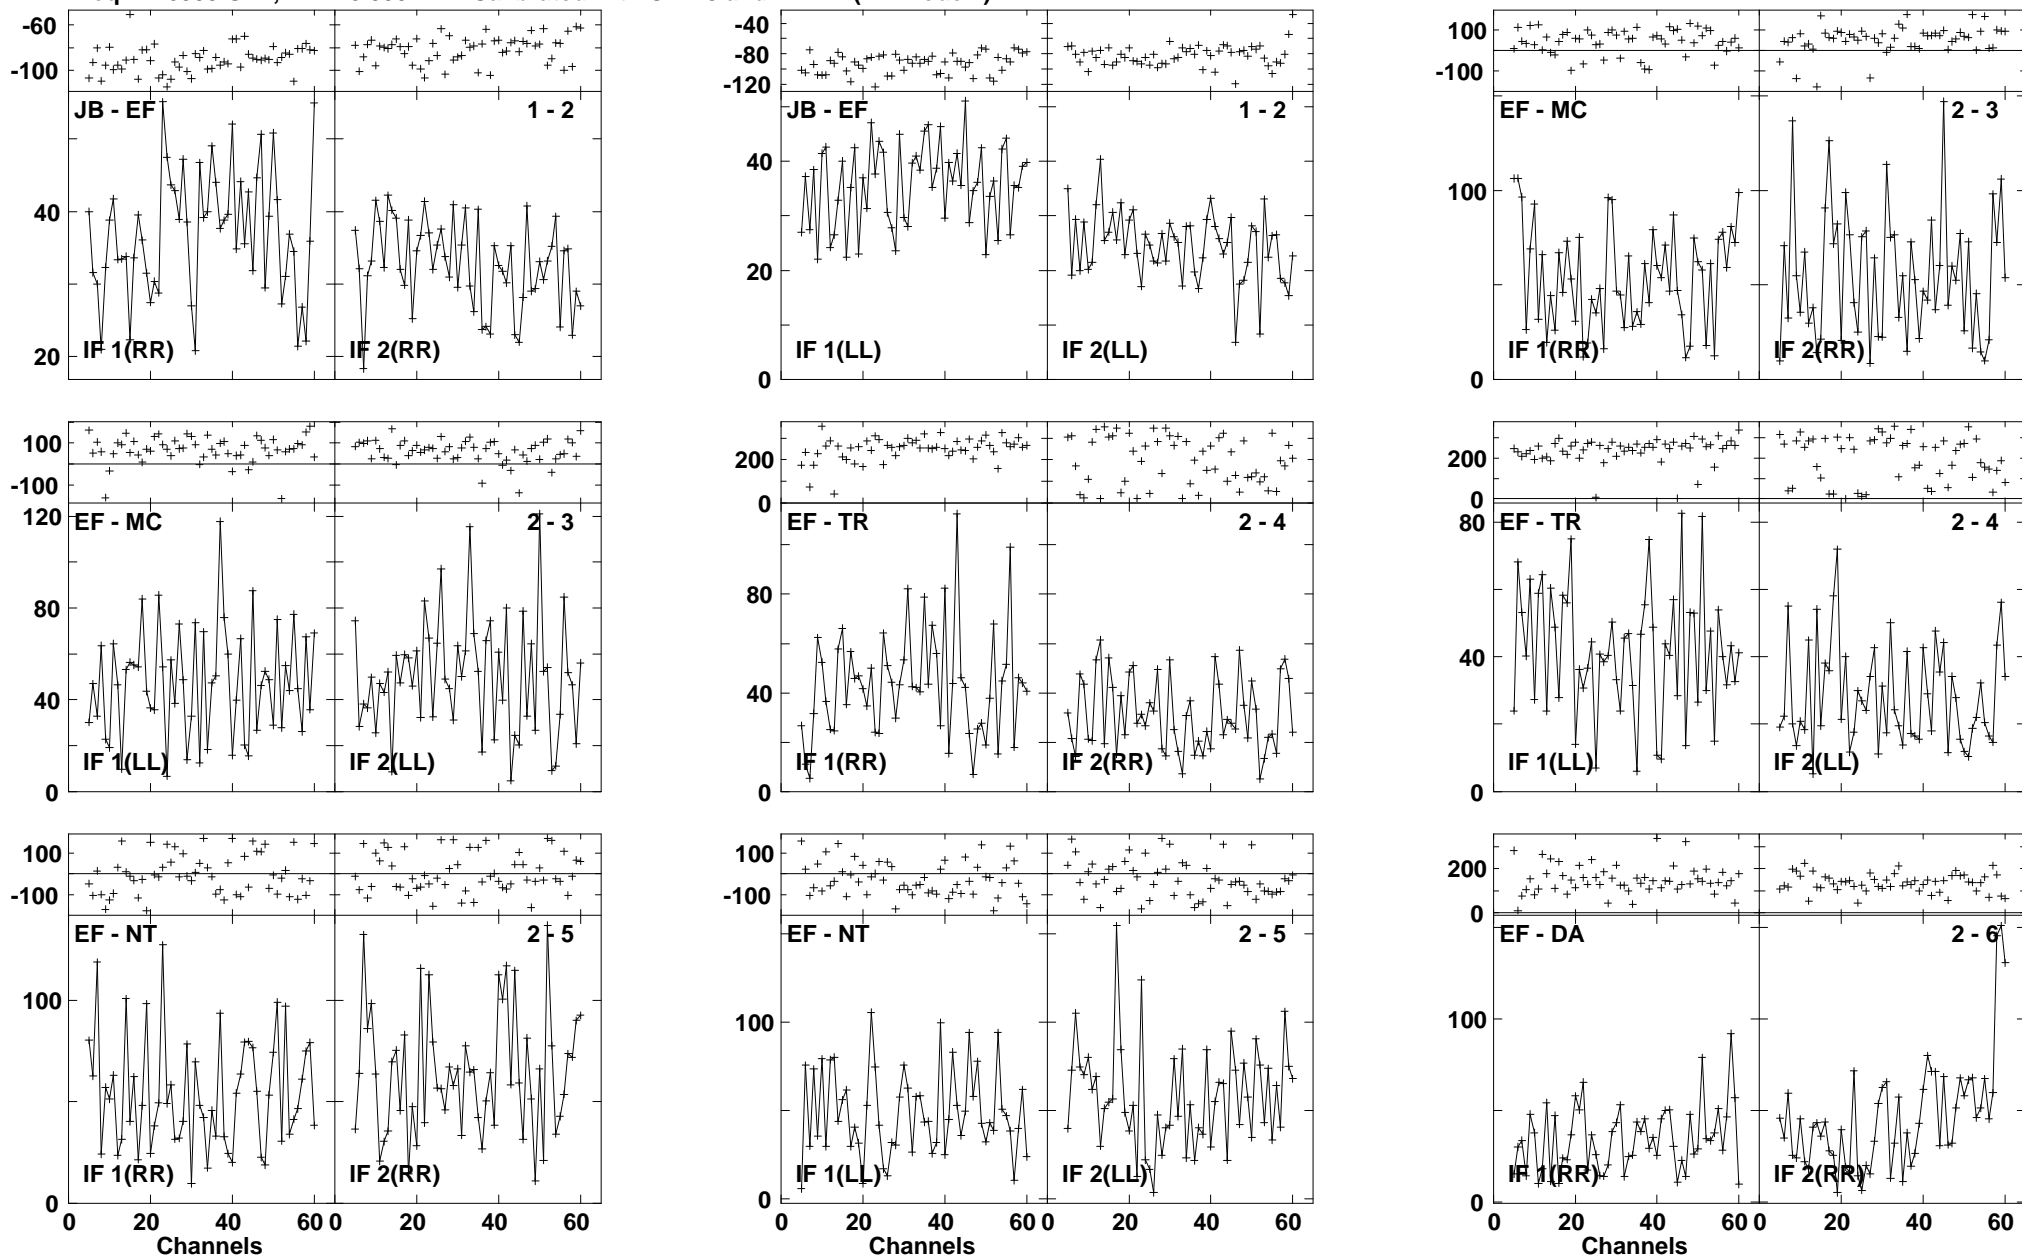 -60
-100
JB - EF
1 - 2
40
20
IF 1(RR)
IF 2(RR)
-40
-80
-120
JB - EF
1 - 2
40
20
0
IF 1(LL)
IF 2(LL)
100
-100
EF - MC
2 - 3
100
0
IF 1(RR)
IF 2(RR)
100
-100
120
EF - MC
2 - 3
80
40
0
IF 1(LL)
IF 2(LL)
200
0
EF - TR
2 - 4
80
40
0
IF 1(RR)
IF 2(RR)
200
0
80
EF - TR
2 - 4
40
0
IF 1(LL)
IF 2(LL)
100
-100
EF - NT
2 - 5
100
0
IF 1(RR)
IF 2(RR)
0 20 40 60 0 20 40 60
Channels
100
-100
EF - NT
2 - 5
100
0
IF 1(LL)
IF 2(LL)
0 20 40 60 0 20 40 60
Channels
200
0
EF - DA
2 - 6
100
0
IF 1(RR)
IF 2(RR)
0 20 40 60 0 20 40 60
Channels